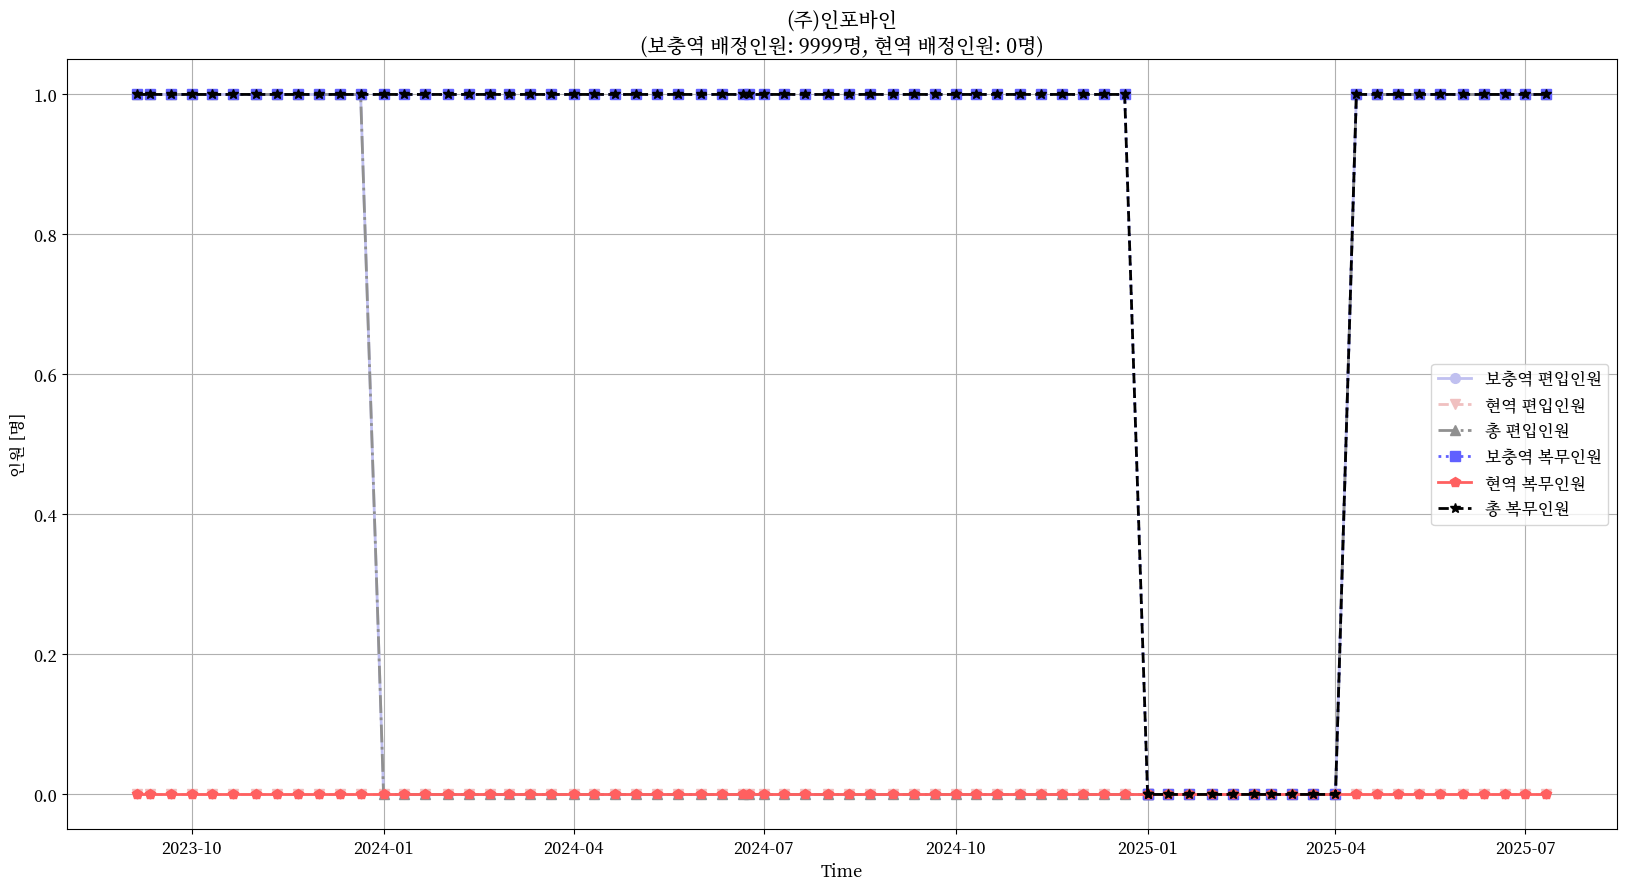 (주)인포바인
(보충역 배정인원: 9999명, 현역 배정인원: 0명)
인원 [명]
1.0
0.8
0.6
0.4
0.2
0.0
보충역 편입인원
현역 편입인원
총 편입인원
보충역 복무인원
현역 복무인원
총 복무인원
2023-10
2024-01
2024-04
2024-07
2024-10
2025-01
2025-04
2025-07
Time